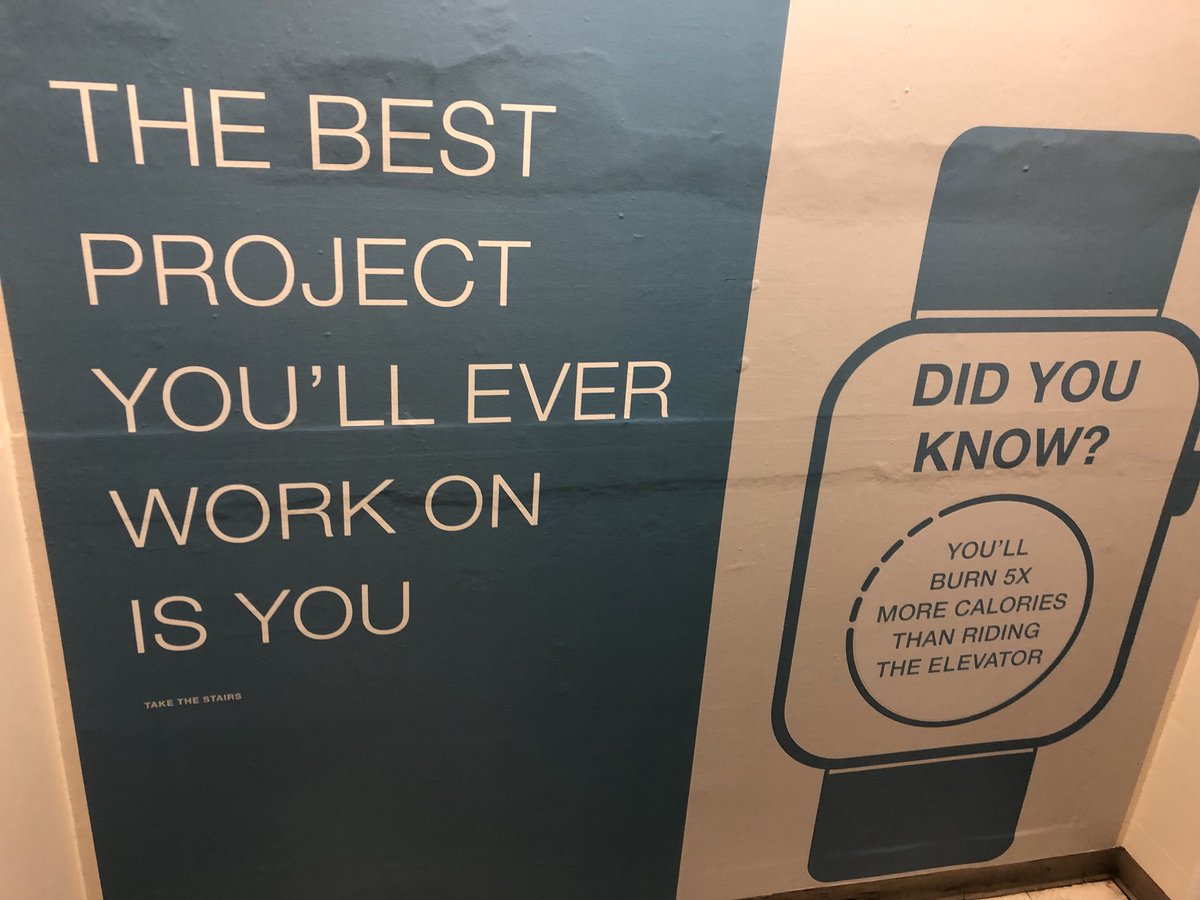 THE BEST
PROJECT
YOU'LL EVER
WORK ON
IS YOU
TAKE THE STAIRS
DID YOU
KNOW?
YOU'LL
BURN 5X
MORE CALORIES
THAN RIDING
THE ELEVATOR